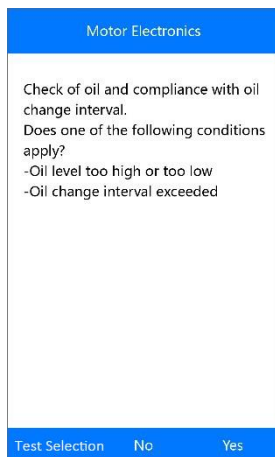 Motor Electronics
Check of oil and compliance with oil
change interval.
Does one of the following conditions
apply?
-Oil level too high or too low
-Oil change interval exceeded
Test Selection No Yes